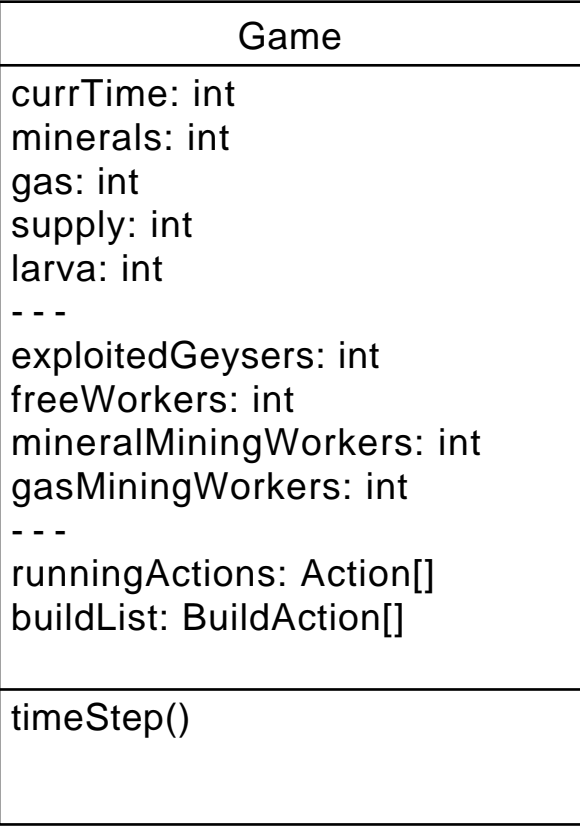 Game
currTime: int
minerals: int
gas: int
supply: int
larva: int
---
exploitedGeysers: int
freeWorkers: int
mineralMiningWorkers: int
gasMiningWorkers: int
---
runningActions: Action[]
buildList: BuildAction[]
timeStep()